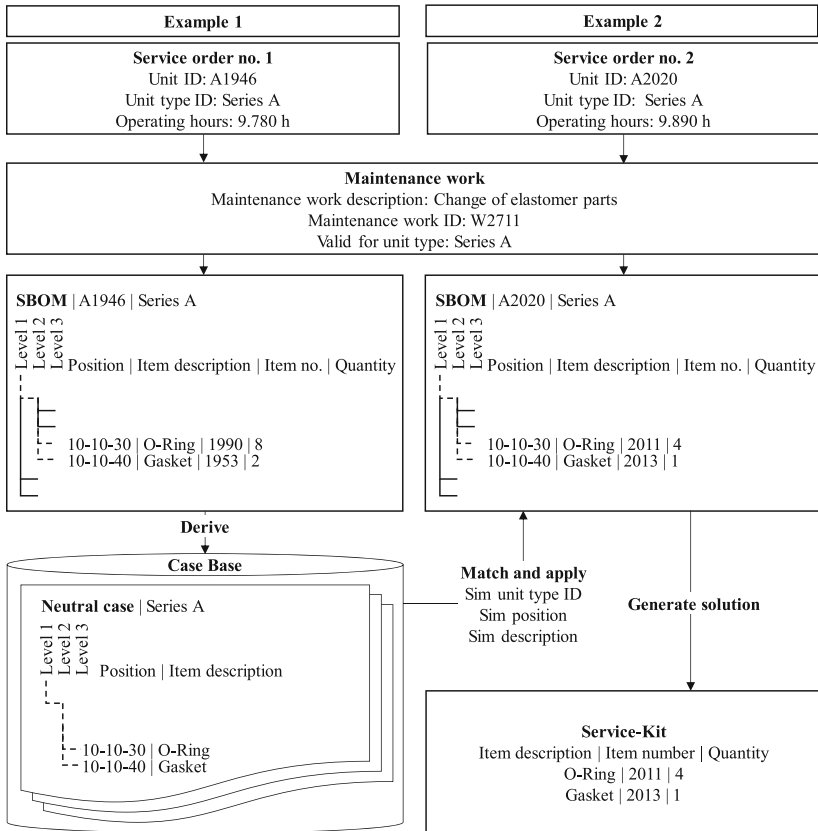 Example 1
Service order no. 1
Unit ID: A1946
Unit type ID: Series A
Operating hours: 9.780 h
Example 2
Service order no. 2
Unit ID: A2020
Unit type ID:  Series A
Operating hours: 9.890 h
Maintenance work
Maintenance work description: Change of elastomer parts
Maintenance work ID: W2711
Valid for unit type: Series A
SBOM | A1946 | Series A
Level 1
Level 2
Level 3
Position | Item description | Item no. | Quantity
10-10-30 | O-Ring | 1990 | 8
10-10-40 | Gasket | 1953 | 2
SBOM | A2020 | Series A
Level 1
Level 2
Level 3
Position | Item description | Item no. | Quantity
10-10-30 | O-Ring | 2011 | 4
10-10-40 | Gasket | 2013 | 1
Derive
Case Base
Neutral case | Series A
Level 1
Level 2
Level 3
Position | Item description
10-10-30 | O-Ring
10-10-40 | Gasket
Match and apply
Sim unit type ID
Sim position
Sim description
Generate solution
Service-Kit
Item description | Item number | Quantity
O-Ring | 2011 | 4
Gasket | 2013 | 1